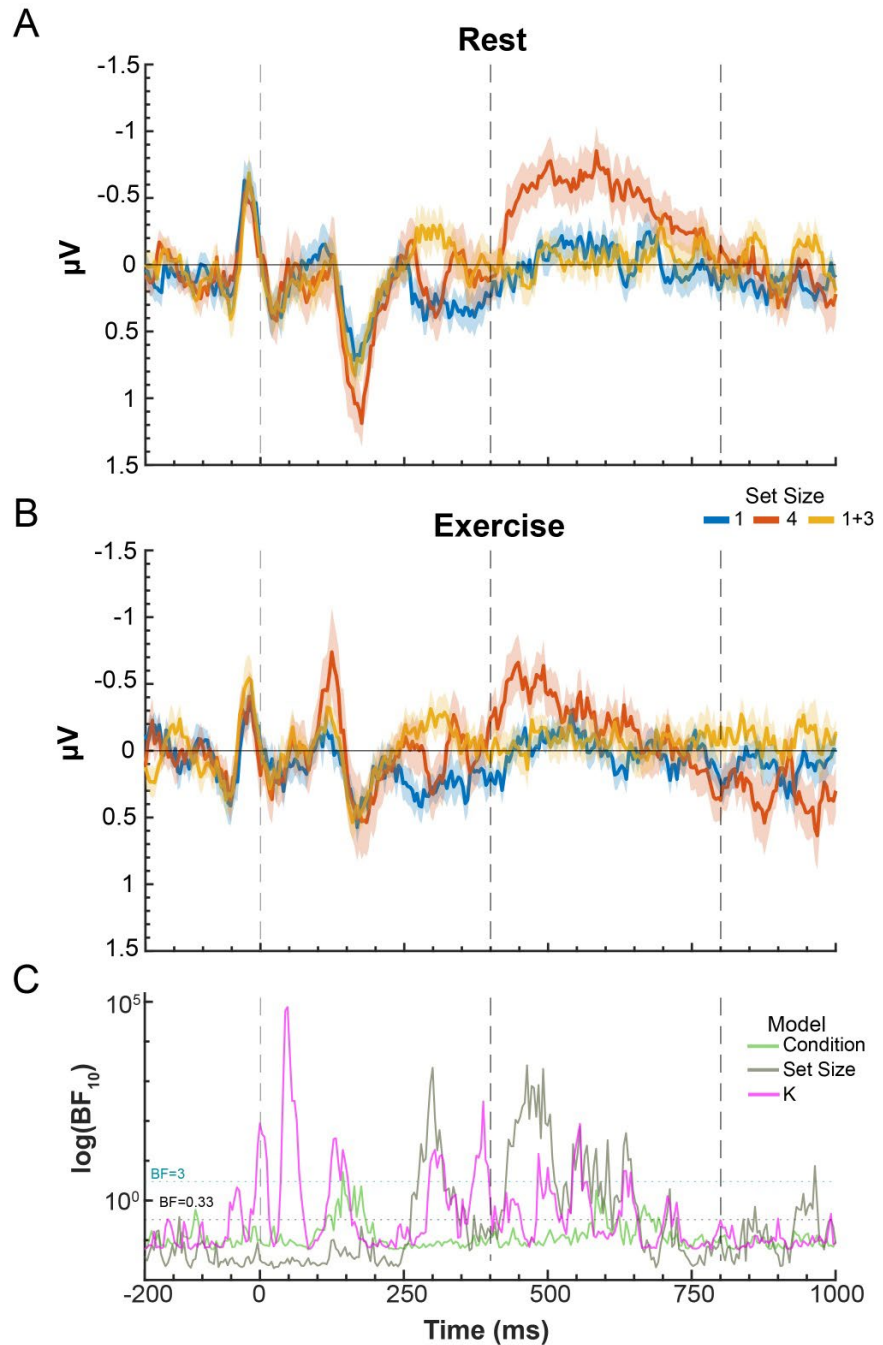 A
Rest
-1.5
-1
-0.5
0
0.5
1
1.5
µV
B
Exercise
Set Size
1 4 1+3
-1.5
-1
-0.5
0
0.5
1
1.5
µV
C
10^5
10^0
log(BF_10)
BF=3
BF=0.33
Model
Condition
Set Size
K
-200 0 250 500 750 1000
Time (ms)